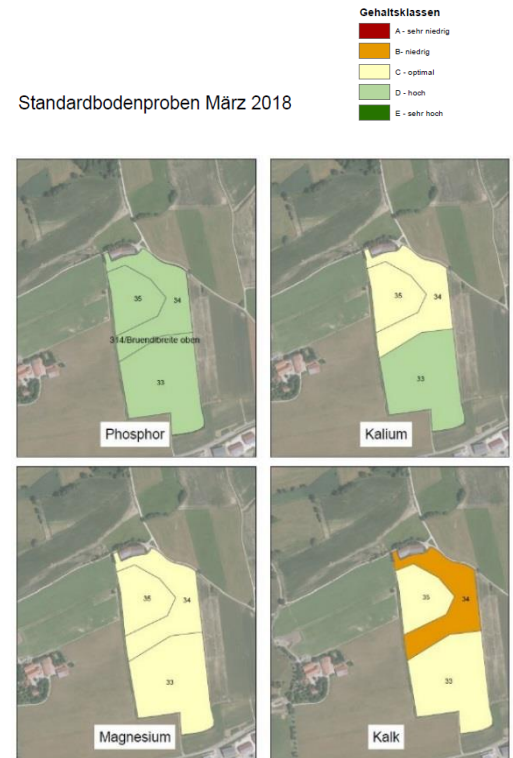 Gehaltsklassen
A - sehr niedrig
B- niedrig
C - optimal
D - hoch
E - sehr hoch
Standardbodenproben März 2018
35
34
314/Bruendlbreite oben
33
Phosphor
35
34
33
Kalium
35
34
33
Magnesium
35
34
33
Kalk